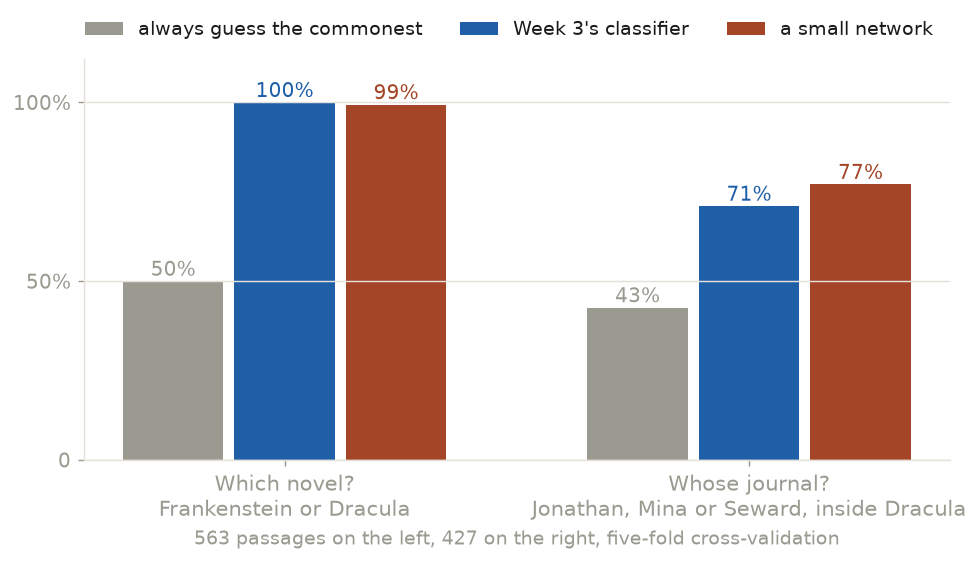 always guess the commonest
Week 3's classifier
a small network
100%
50%
0
50%
100%
99%
43%
71%
77%
Which novel?
Frankenstein or Dracula
Whose journal?
Jonathan, Mina or Seward, inside Dracula
563 passages on the left, 427 on the right, five-fold cross-validation